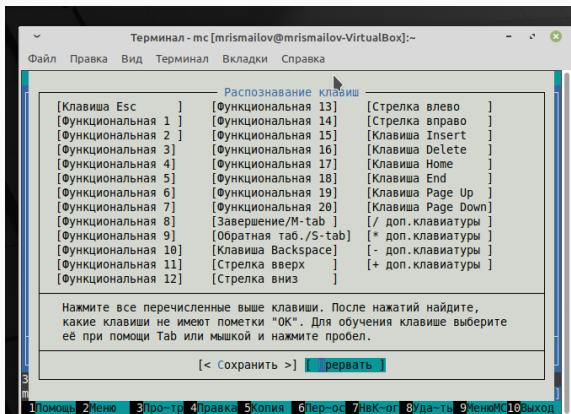 Терминал - mc [mrismailov@mrismailov-VirtualBox]:~
Файл Правка Вид Терминал Вкладки Справка
Распознавание клавиш
[Клавиша Esc ] [Функциональная 13] [Стрелка влево ]
[Функциональная 1 ] [Функциональная 14] [Стрелка вправо ]
[Функциональная 2 ] [Функциональная 15] [Клавиша Insert ]
[Функциональная 3] [Функциональная 16] [Клавиша Delete ]
[Функциональная 4] [Функциональная 17] [Клавиша Home ]
[Функциональная 5] [Функциональная 18] [Клавиша End ]
[Функциональная 6] [Функциональная 19] [Клавиша Page Up ]
[Функциональная 7] [Функциональная 20] [Клавиша Page Down]
[Функциональная 8] [Завершение/M-tab ] [/ доп.клавиатуры ]
[Функциональная 9] [Обратная таб./S-tab] [* доп.клавиатуры ]
[Функциональная 10] [Клавиша Backspace] [- доп.клавиатуры ]
[Функциональная 11] [Стрелка вверх ] [+ доп.клавиатуры ]
[Функциональная 12] [Стрелка вниз ]
Нажмите все перечисленные выше клавиши. После нажатий найдите,
какие клавиши не имеют пометки "OK". Для обучения клавише выберите
её при помощи Tab или мышкой и нажмите пробел.
[< Сохранить >] [ Прервать ]
1Помощь 2Меню 3Про~тр 4Правка 5Копия 6Пер~ос 7НвК~ог 8Уда~ть 9МенюMC 10Выход